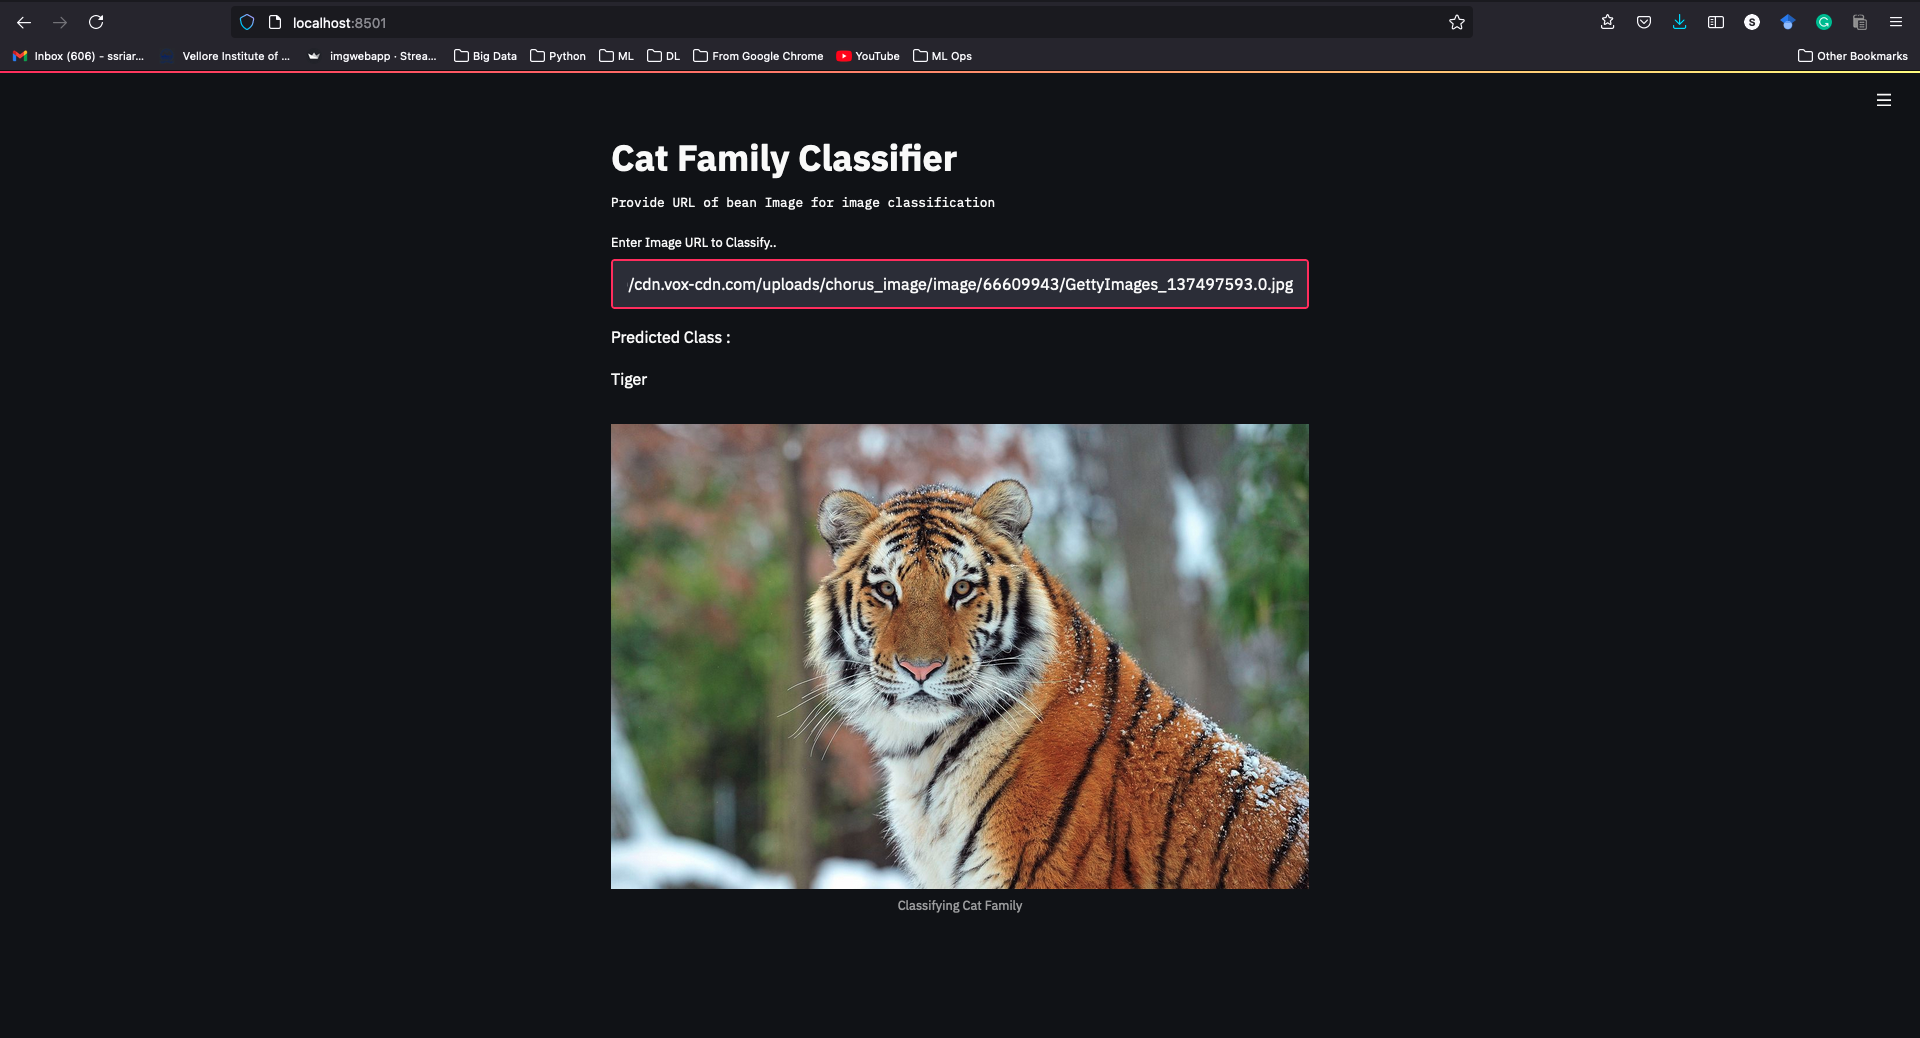 localhost:8501
Inbox (606) - ssriar...
Vellore Institute of ...
imgwebapp · Strea...
Big Data
Python
ML
DL
From Google Chrome
YouTube
ML Ops
Other Bookmarks
Cat Family Classifier
Provide URL of bean Image for image classification
Enter Image URL to Classify..
/cdn.vox-cdn.com/uploads/chorus_image/image/66609943/GettyImages_137497593.0.jpg
Predicted Class :
Tiger
Classifying Cat Family